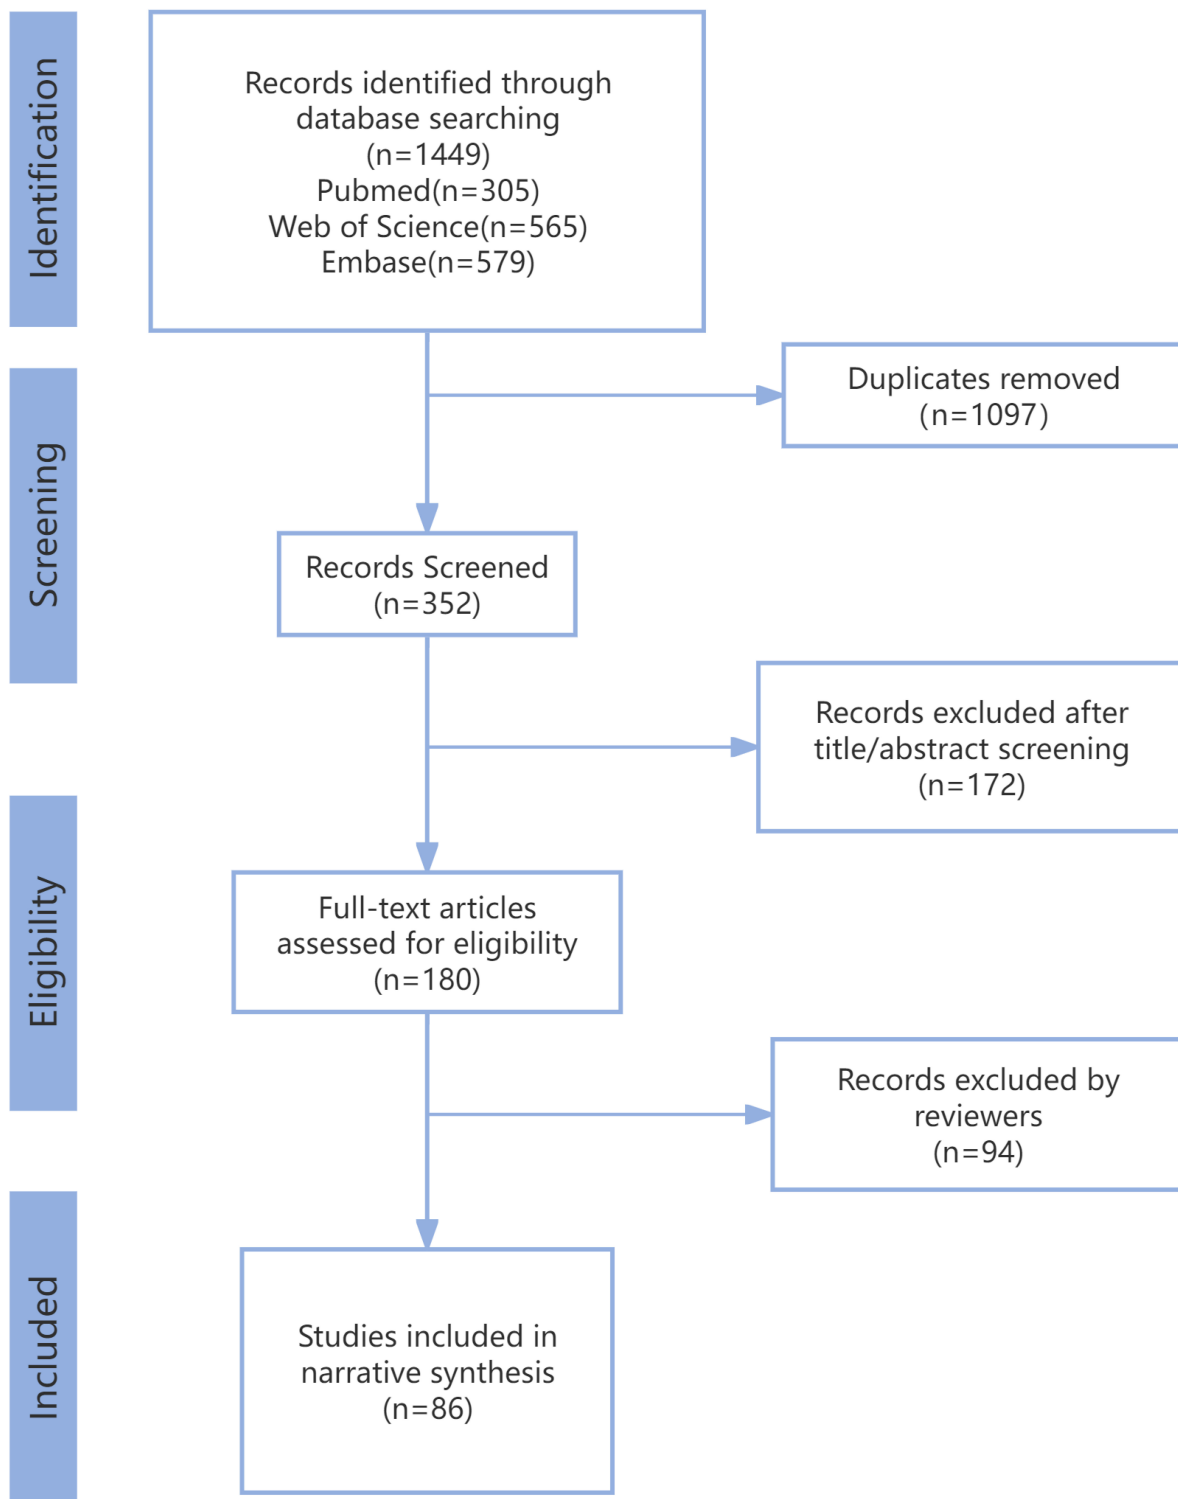 Identification
Records identified through
database searching
(n=1449)
Pubmed(n=305)
Web of Science(n=565)
Embase(n=579)
Duplicates removed
(n=1097)
Screening
Records Screened
(n=352)
Records excluded after
title/abstract screening
(n=172)
Eligibility
Full-text articles
assessed for eligibility
(n=180)
Records excluded by
reviewers
(n=94)
Included
Studies included in
narrative synthesis
(n=86)